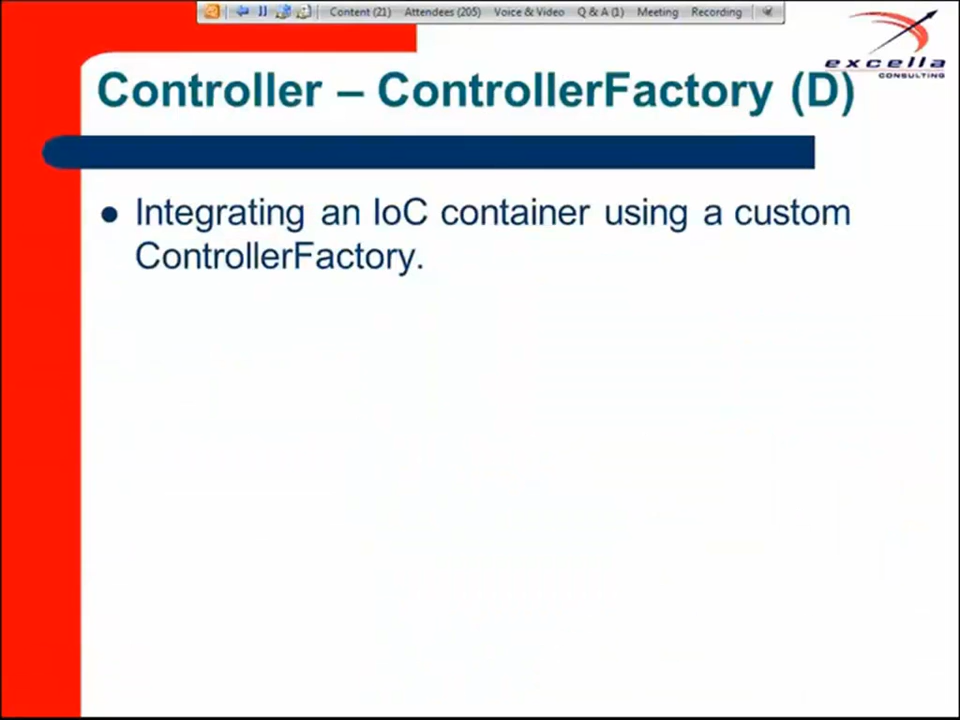 Content (21) Attendees (205) Voice & Video Q & A (1) Meeting Recording
excella
CONSULTING
Controller – ControllerFactory (D)
• Integrating an IoC container using a custom
ControllerFactory.